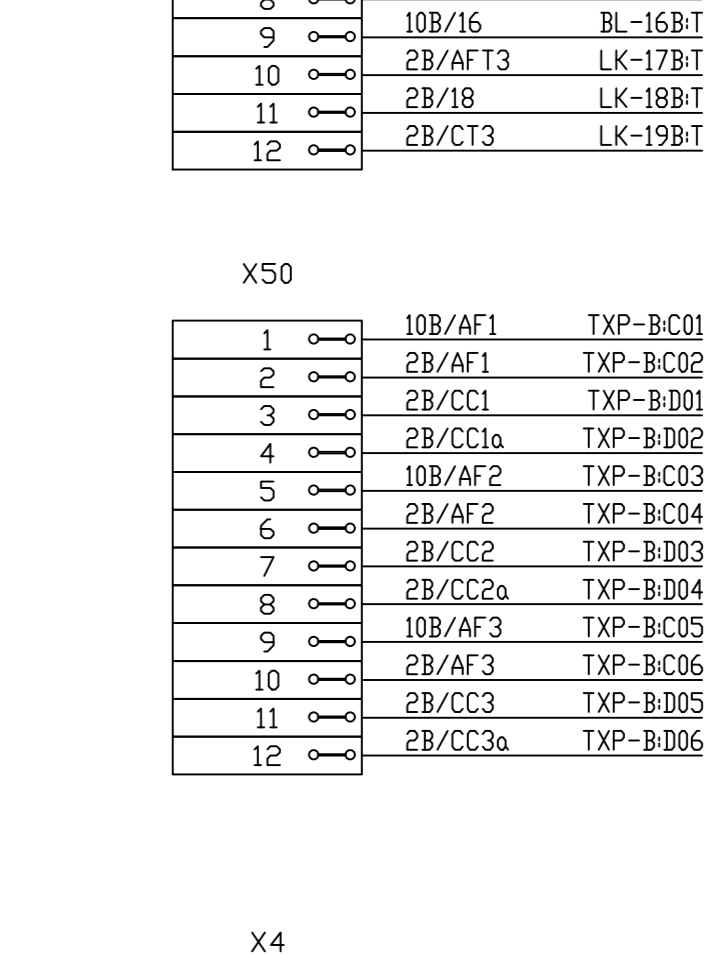 8
9 10B/16 BL-16B:T
10 2B/AFT3 LK-17B:T
11 2B/18 LK-18B:T
12 2B/CT3 LK-19B:T
X50
1 10B/AF1 TXP-B:C01
2 2B/AF1 TXP-B:C02
3 2B/CC1 TXP-B:D01
4 2B/CC1a TXP-B:D02
5 10B/AF2 TXP-B:C03
6 2B/AF2 TXP-B:C04
7 2B/CC2 TXP-B:D03
8 2B/CC2a TXP-B:D04
9 10B/AF3 TXP-B:C05
10 2B/AF3 TXP-B:C06
11 2B/CC3 TXP-B:D05
12 2B/CC3a TXP-B:D06
X4